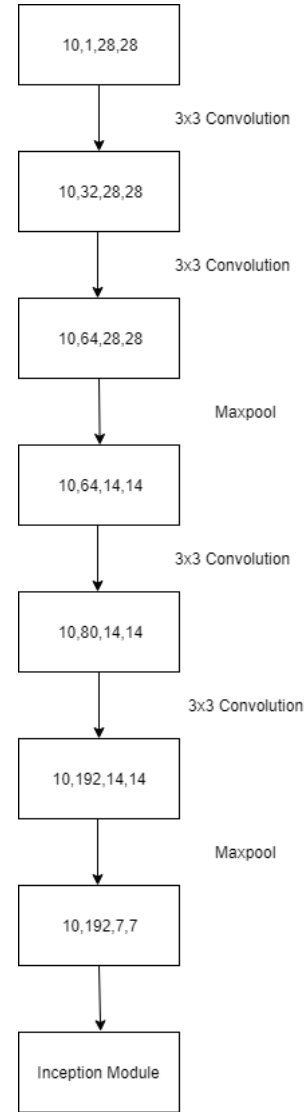 10,1,28,28
3x3 Convolution
10,32,28,28
3x3 Convolution
10,64,28,28
Maxpool
10,64,14,14
3x3 Convolution
10,80,14,14
3x3 Convolution
10,192,14,14
Maxpool
10,192,7,7
Inception Module